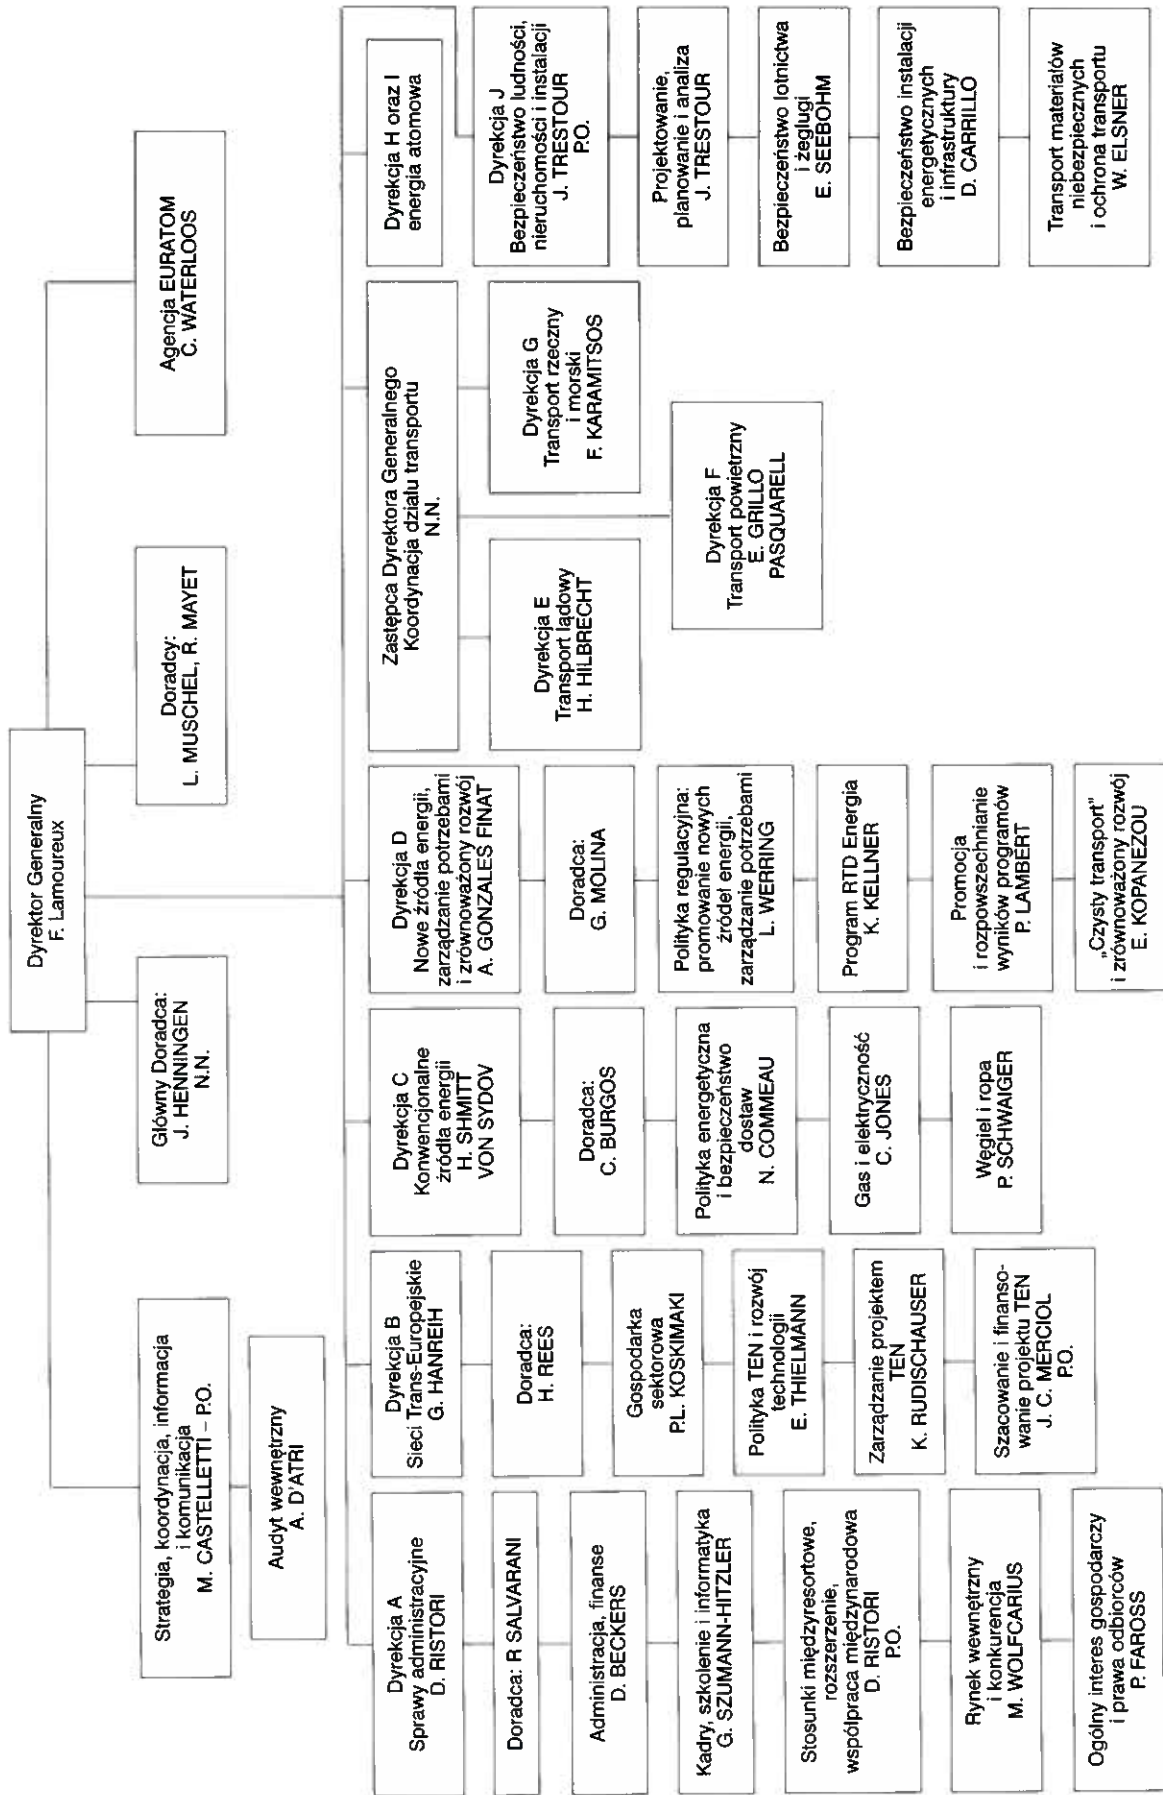 Dyrektor Generalny
F. Lamoureux
Strategia, koordynacja, informacja
i komunikacja
M. CASTELLETTI – P.O.
Audyt wewnętrzny
A. D'ATRI
Główny Doradca:
J. HENNINGEN
N.N.
Doradcy:
L. MUSCHEL, R. MAYET
Agencja EURATOM
C. WATERLOOS
Dyrekcja A
Sprawy administracyjne
D. RISTORI
Doradca: R SALVARANI
Administracja, finanse
D. BECKERS
Kadry, szkolenie i informatyka
G. SZUMANN-HITZLER
Stosunki międzyresortowe,
rozszerzenie,
współpraca międzynarodowa
D. RISTORI
P.O.
Rynek wewnętrzny
i konkurencja
M. WOLFCARIUS
Ogólny interes gospodarczy
i prawa odbiorców
P. FAROSS
Dyrekcja B
Sieci Trans-Europejskie
G. HANREIH
Doradca:
H. REES
Gospodarka
sektorowa
P.L. KOSKIMAKI
Polityka TEN i rozwój
technologii
E. THIELMANN
Zarządzanie projektem
TEN
K. RUDISCHAUSER
Szacowanie i finanso-
wanie projektu TEN
J. C. MERCIOL
P.O.
Dyrekcja C
Konwencjonalne
źródła energii
H. SHMITT
VON SYDOV
Doradca:
C. BURGOS
Polityka energetyczna
i bezpieczeństwo
dostaw
N. COMMEAU
Gas i elektryczność
C. JONES
Węgiel i ropa
P. SCHWAIGER
Dyrekcja D
Nowe źródła energii,
zarządzanie potrzebami
i zrównoważony rozwój
A. GONZALES FINAT
Doradca:
G. MOLINA
Polityka regulacyjna:
promowanie nowych
źródeł energii,
zarządzanie potrzebami
L. WERRING
Program RTD Energia
K. KELLNER
Promocja
i rozpowszechnianie
wyników programów
P. LAMBERT
„Czysty transport”
i zrównoważony rozwój
E. KOPANEZOU
Zastępca Dyrektora Generalnego
Koordynacja działu transportu
N.N.
Dyrekcja E
Transport lądowy
H. HILBRECHT
Dyrekcja G
Transport rzeczny
i morski
F. KARAMITSOS
Dyrekcja F
Transport powietrzny
E. GRILLO
PASQUARELL
Dyrekcja H oraz I
energia atomowa
Dyrekcja J
Bezpieczeństwo ludności,
nieruchomości i instalacji
J. TRESTOUR
P.O.
Projektowanie,
planowanie i analiza
J. TRESTOUR
Bezpieczeństwo lotnictwa
i żeglugi
E. SEEBOHM
Bezpieczeństwo instalacji
energetycznych
i infrastruktury
D. CARRILLO
Transport materiałów
niebezpiecznych
i ochrona transportu
W. ELSNER